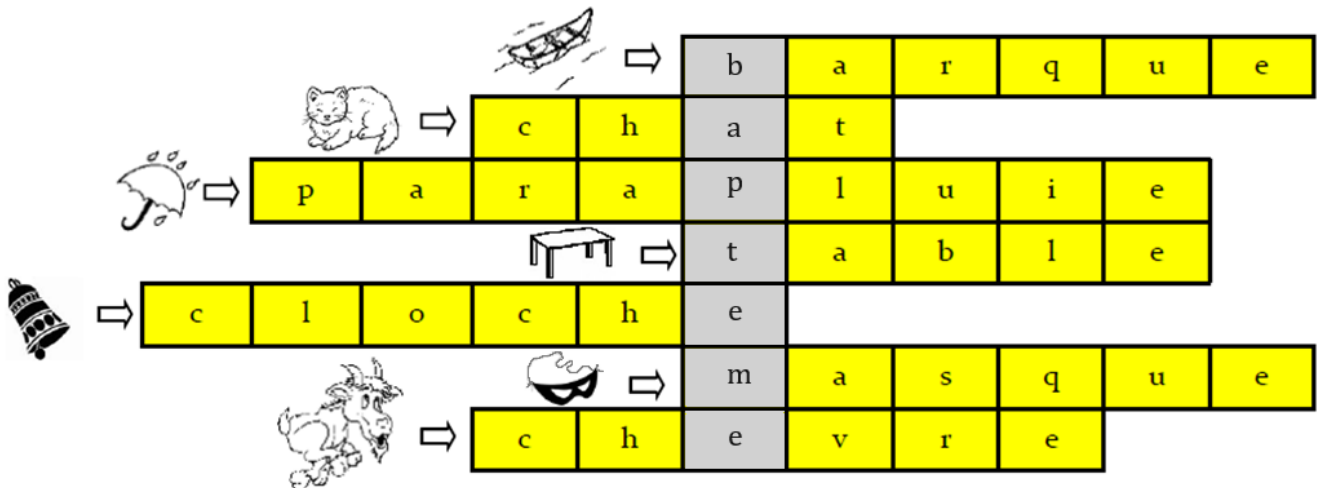 barque
chat
parapluie
table
cloche
masque
chevre